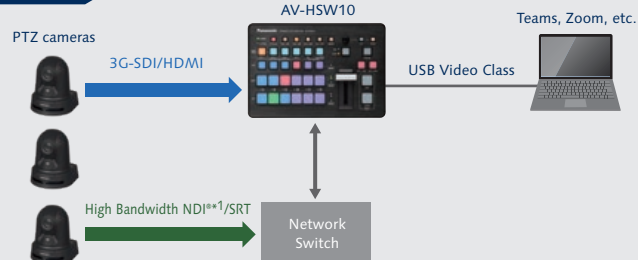 AV-HSW10
Teams, Zoom, etc.
PTZ cameras
3G-SDI/HDMI
USB Video Class
High Bandwidth NDI®*1/SRT
Network
Switch
Panasonic